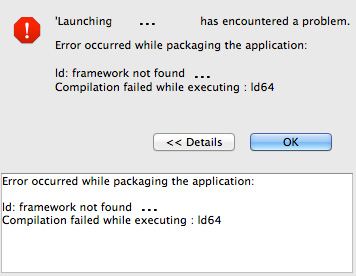 'Launching ... has encountered a problem.
Error occurred while packaging the application:
ld: framework not found ...
Compilation failed while executing : ld64
<< Details
OK
Error occurred while packaging the application:
ld: framework not found ...
Compilation failed while executing : ld64